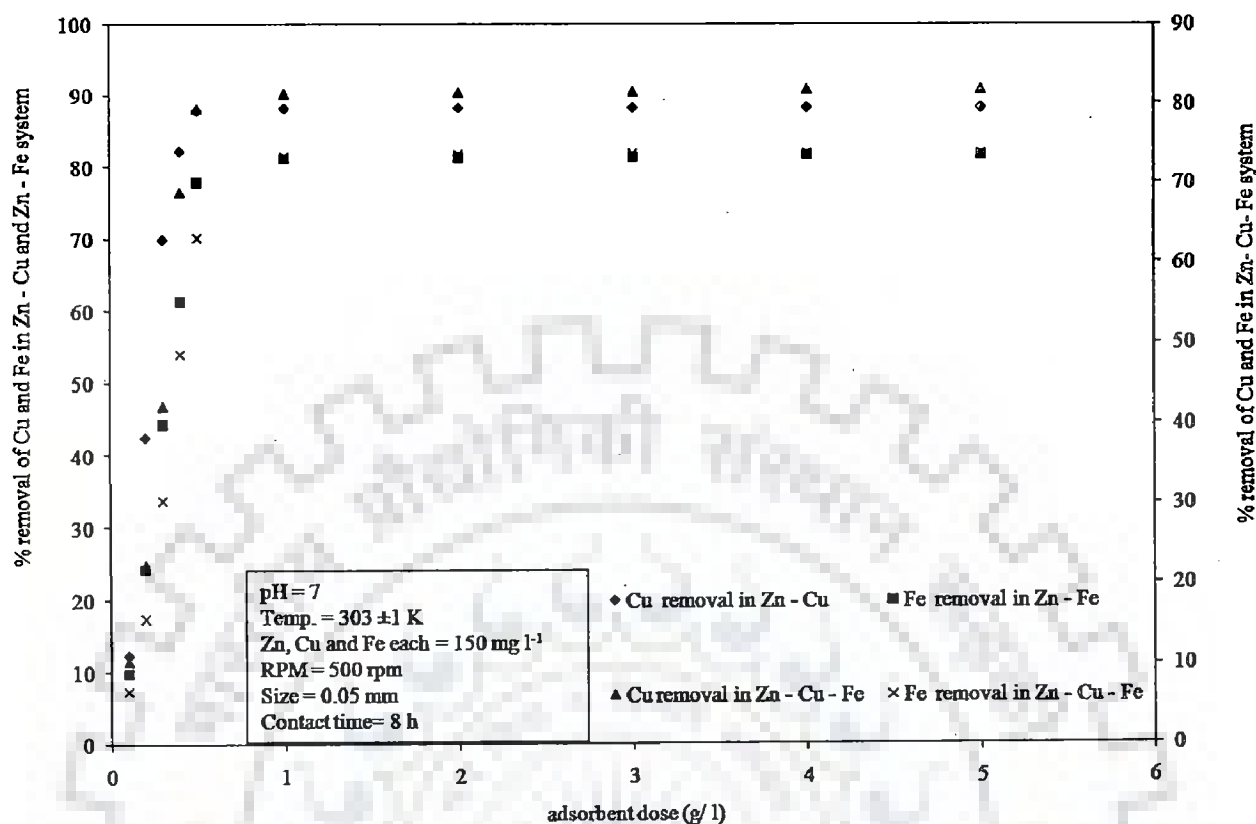 100
90
80
70
60
50
40
30
20
10
0
% removal of Cu and Fe in Zn - Cu and Zn - Fe system
90
80
70
60
50
40
30
20
10
0
% removal of Cu and Fe in Zn- Cu- Fe system
pH = 7
Temp. = 303 ±1 K
Zn, Cu and Fe each = 150 mg l⁻¹
RPM = 500 rpm
Size = 0.05 mm
Contact time= 8 h
◆ Cu removal in Zn - Cu ■ Fe removal in Zn - Fe
▲ Cu removal in Zn - Cu - Fe × Fe removal in Zn - Cu - Fe
0 1 2 3 4 5 6
adsorbent dose (g/ l)